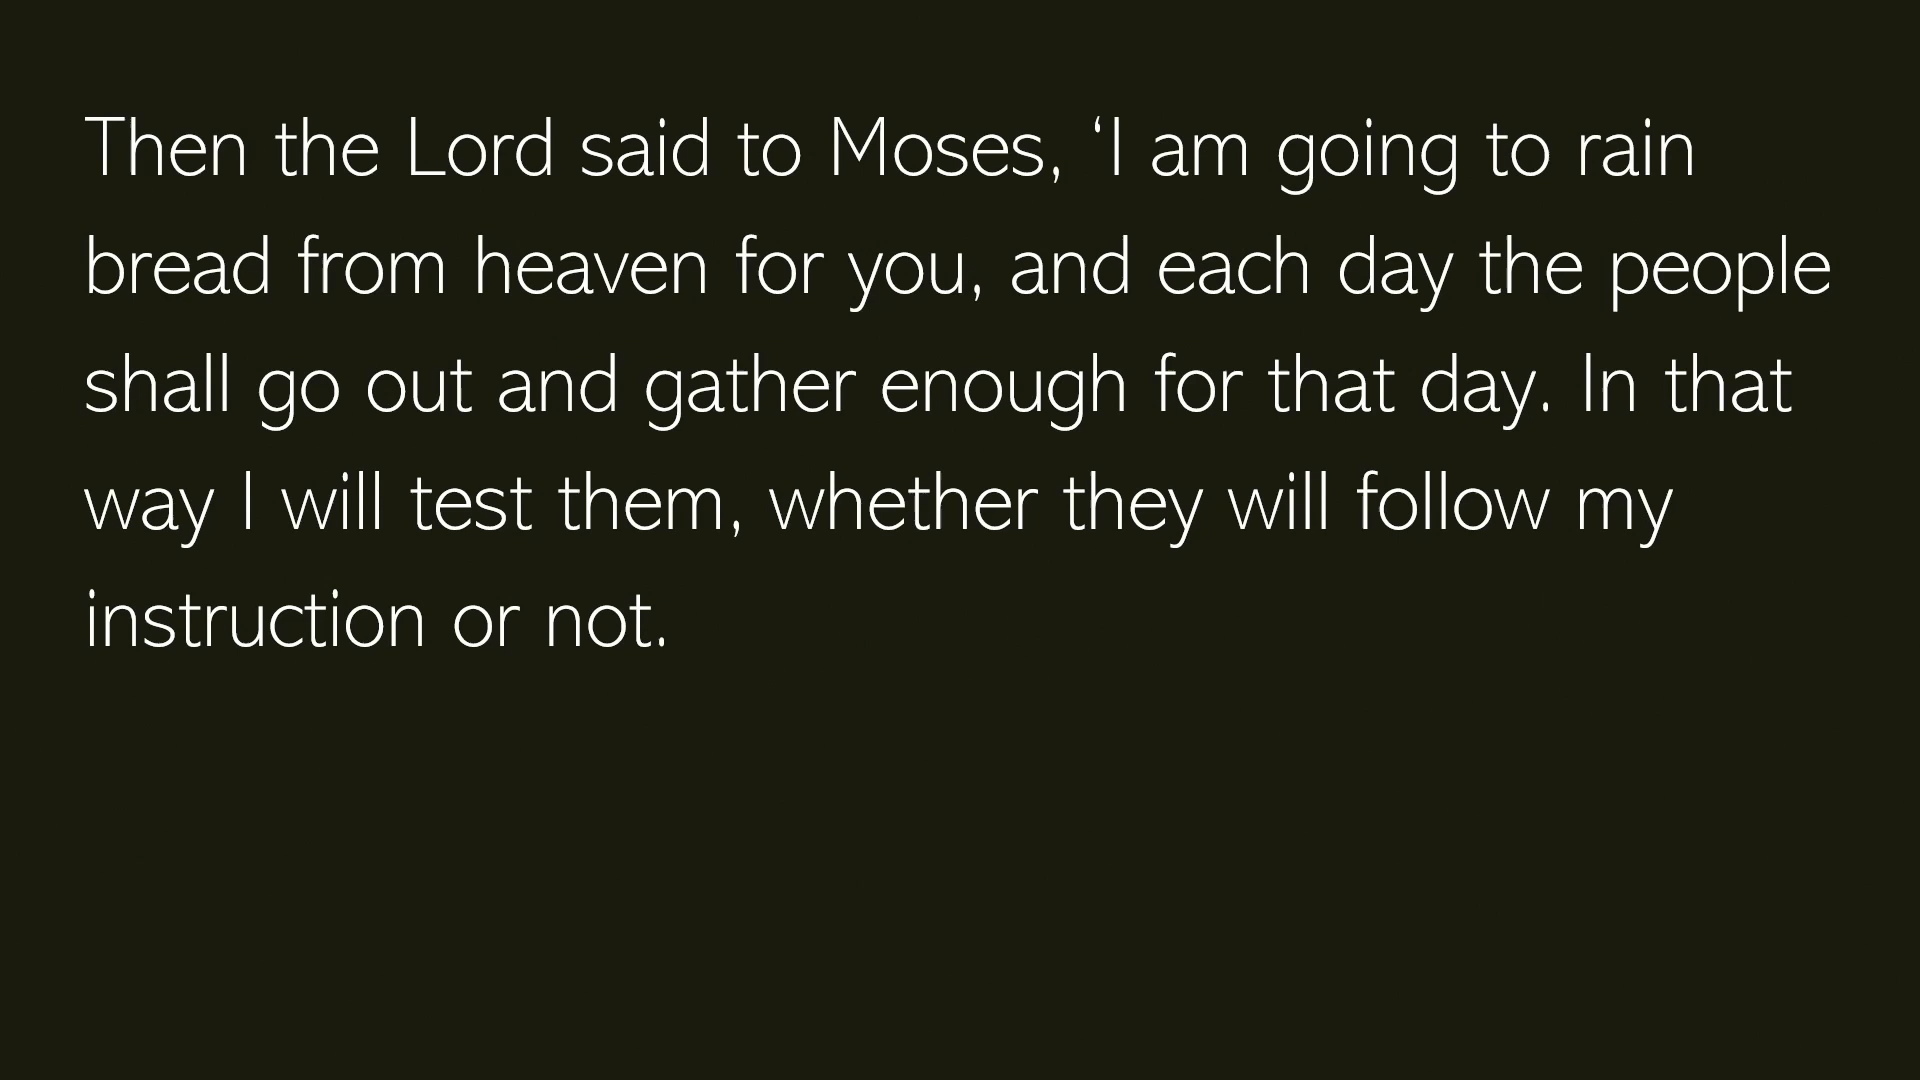 Then the Lord said to Moses, ‘I am going to rain
bread from heaven for you, and each day the people
shall go out and gather enough for that day. In that
way I will test them, whether they will follow my
instruction or not.